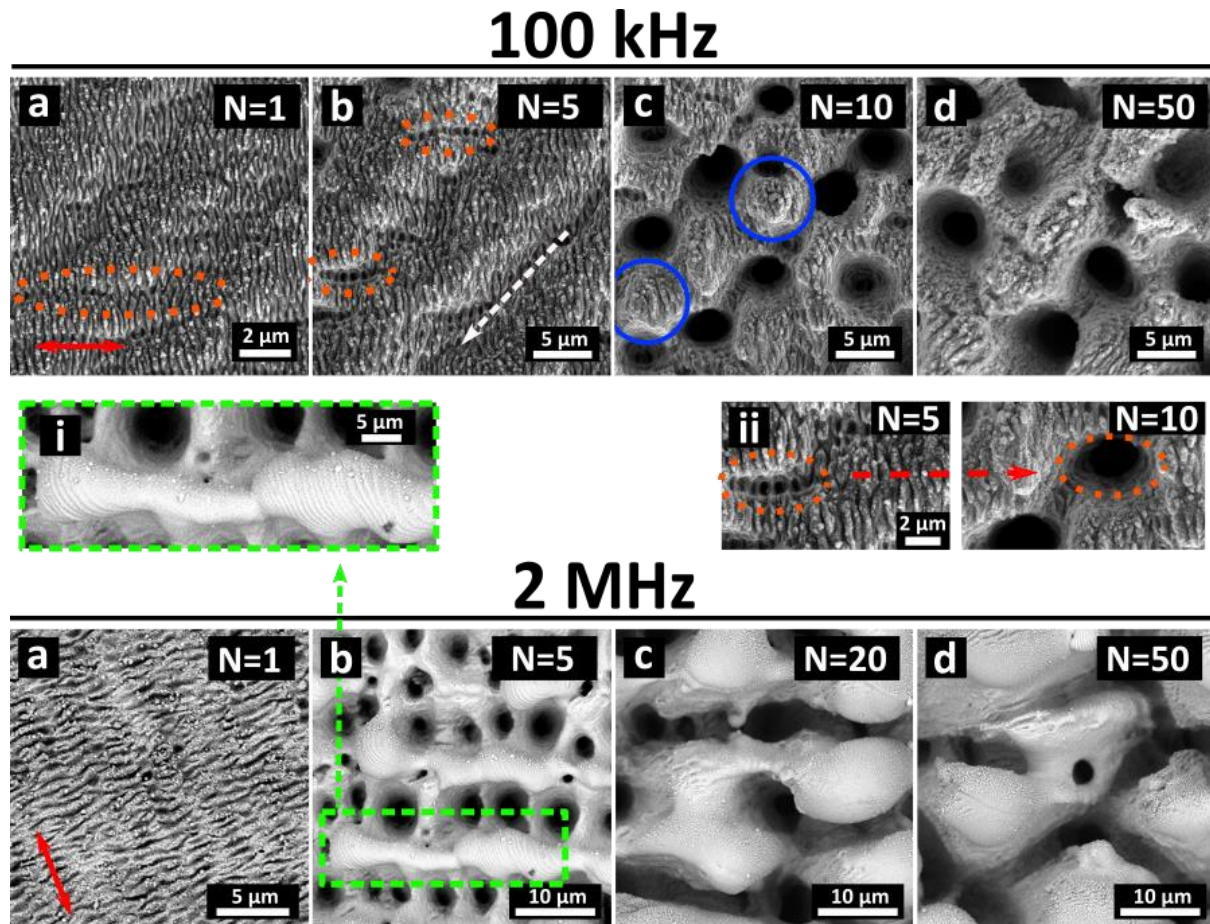 100 kHz
a N=1 b N=5 c N=10 d N=50
2 µm 5 µm 5 µm 5 µm
i 5 µm ii N=5 N=10
2 µm
2 MHz
a N=1 b N=5 c N=20 d N=50
5 µm 10 µm 10 µm 10 µm